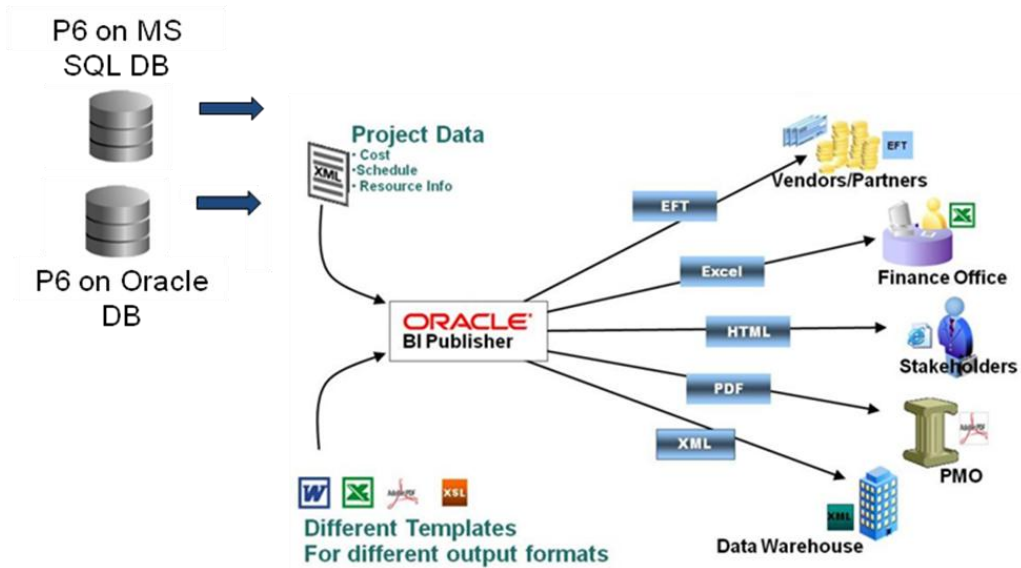 P6 on MS
SQL DB
P6 on Oracle
DB
Project Data
• Cost
•Schedule
• Resource Info
XML
ORACLE
BI Publisher
W
XSL
Different Templates
For different output formats
EFT
Excel
HTML
PDF
XML
EFT
Vendors/Partners
Finance Office
Stakeholders
PMO
XML
Data Warehouse